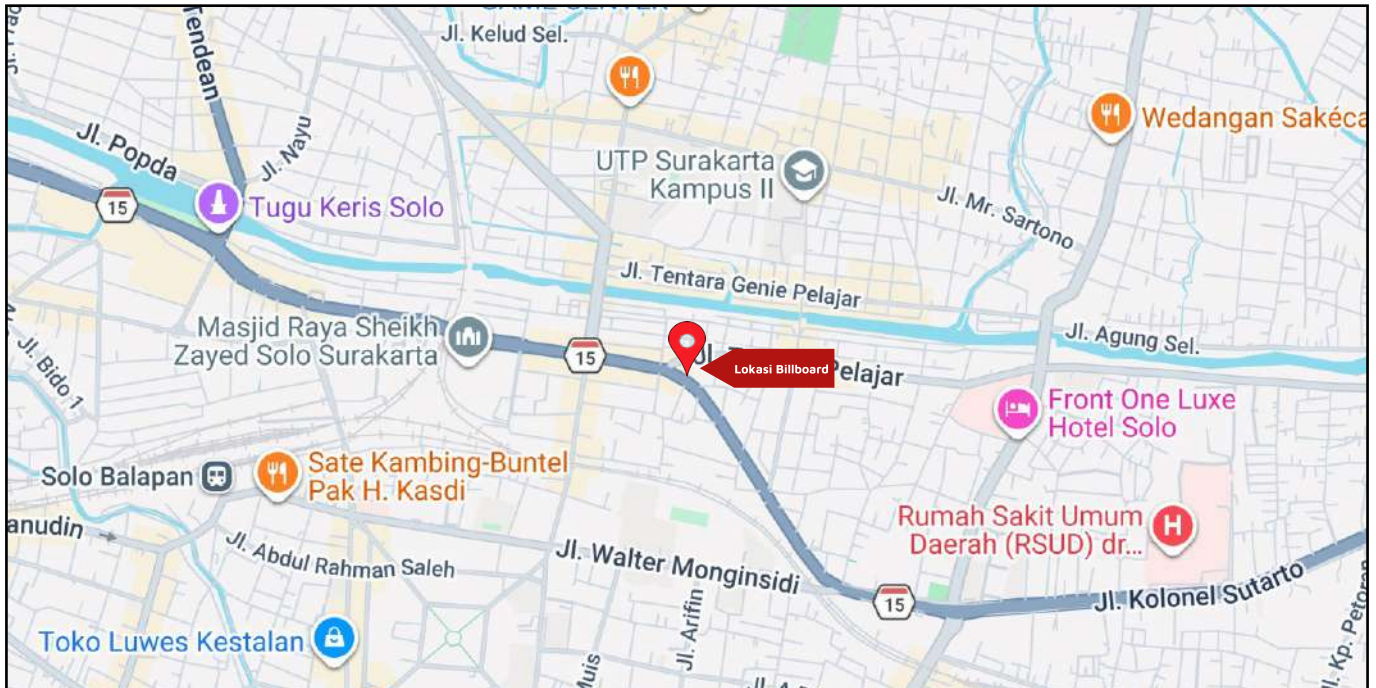 Jl. Kelud Sel.
Tendean
Wedangan Sakéca
Jl. Popda
Jl. Nayu
UTP Surakarta
Kampus II
15
Tugu Keris Solo
Jl. Mr. Sartono
Jl. Tentara Genie Pelajar
Masjid Raya Sheikh
Zayed Solo Surakarta
15
Jl. Agung Sel.
Jl. Bido 1
Lokasi Billboard
Pelajar
Front One Luxe
Hotel Solo
Solo Balapan
Sate Kambing-Buntel
Pak H. Kasdi
Rumah Sakit Umum
Daerah (RSUD) dr...
anudin
Jl. Abdul Rahman Saleh
Jl. Walter Monginsidi
15
Jl. Kolonel Sutarto
Jl. Arifin
Toko Luwes Kestalan
Muis
Jl. Kp. Petoran